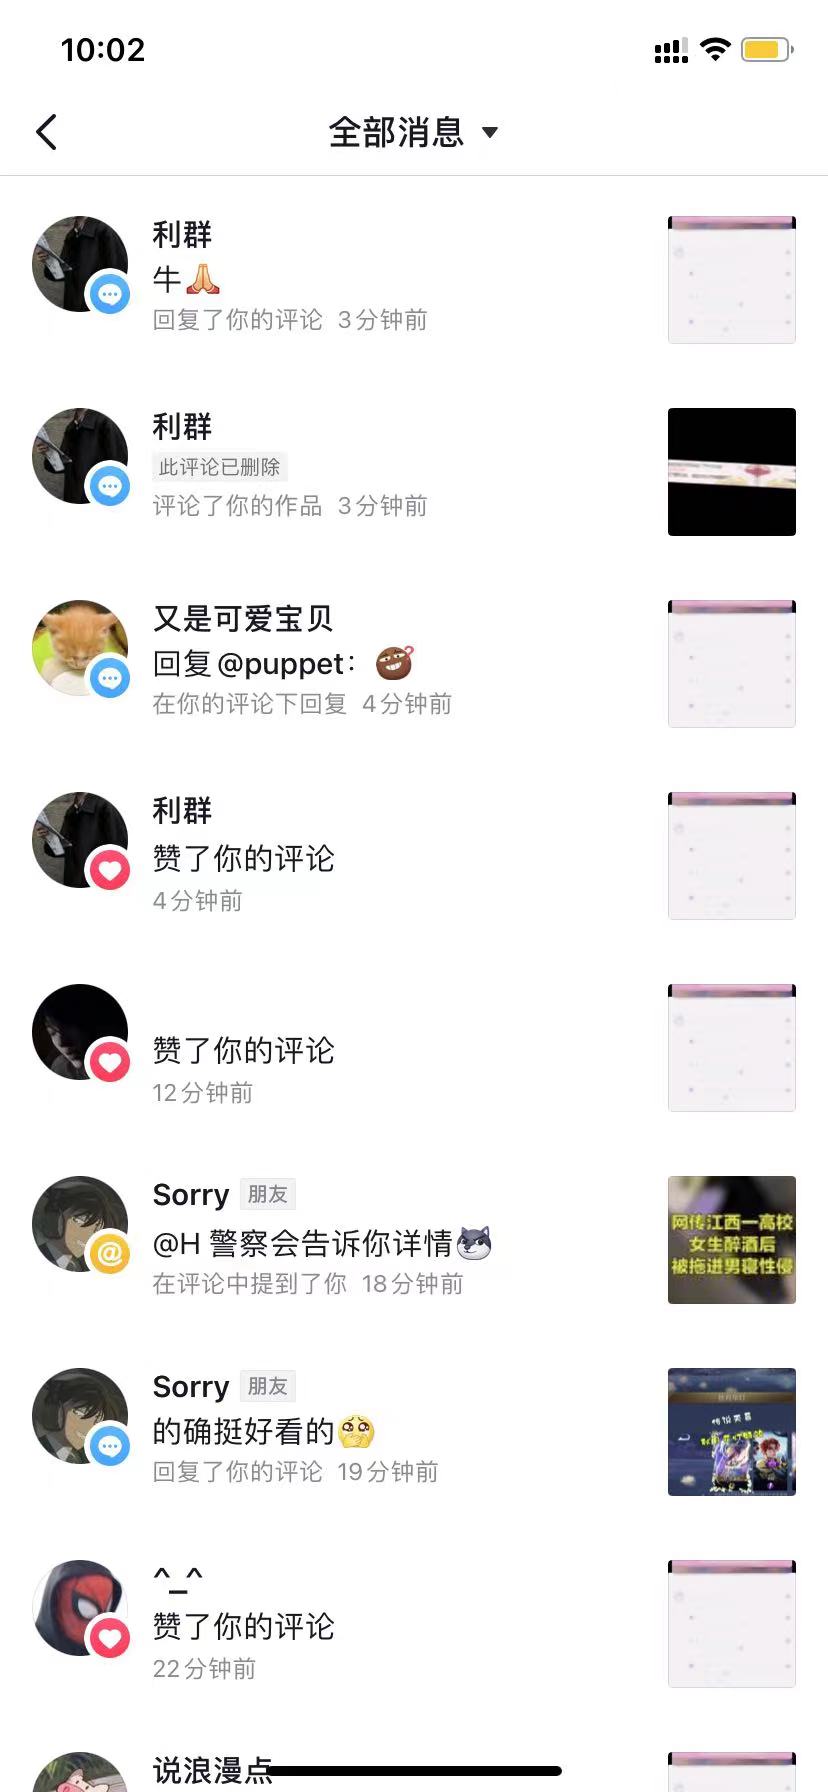 10:02
全部消息
利群
牛🙏
回复了你的评论 3分钟前
利群
此评论已删除
评论了你的作品 3分钟前
又是可爱宝贝
回复 @puppet：
在你的评论下回复 4分钟前
利群
赞了你的评论
4分钟前
赞了你的评论
12分钟前
Sorry 朋友
@H 警察会告诉你详情
在评论中提到了你 18分钟前
网传江西一高校
女生醉酒后
被拖进男寝性侵
Sorry 朋友
的确挺好看的
回复了你的评论 19分钟前
^_^
赞了你的评论
22分钟前
说浪漫点